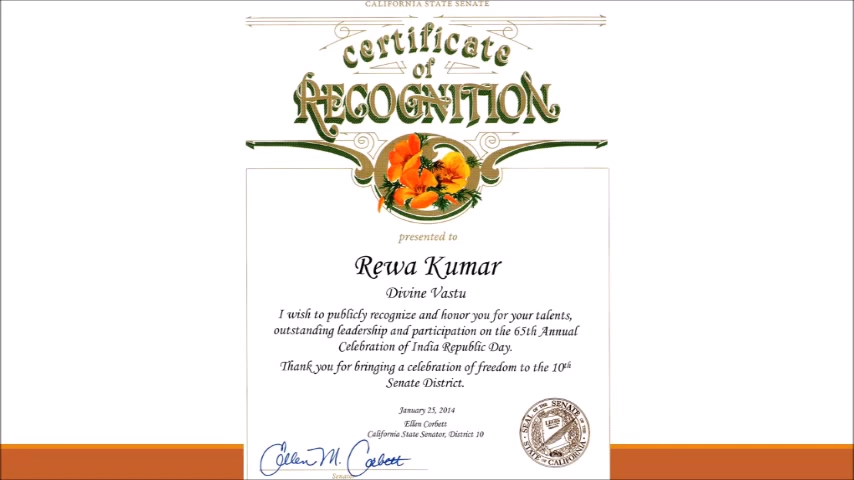 CALIFORNIA STATE SENATE
certificate
of
RECOGNITION
presented to
Rewa Kumar
Divine Vastu
I wish to publicly recognize and honor you for your talents,
outstanding leadership and participation on the 65th Annual
Celebration of India Republic Day.
Thank you for bringing a celebration of freedom to the 10th
Senate District.
January 25, 2014
Ellen Corbett
California State Senator, District 10
Ellen M. Corbett
SEAL OF THE SENATE OF THE STATE OF CALIFORNIA